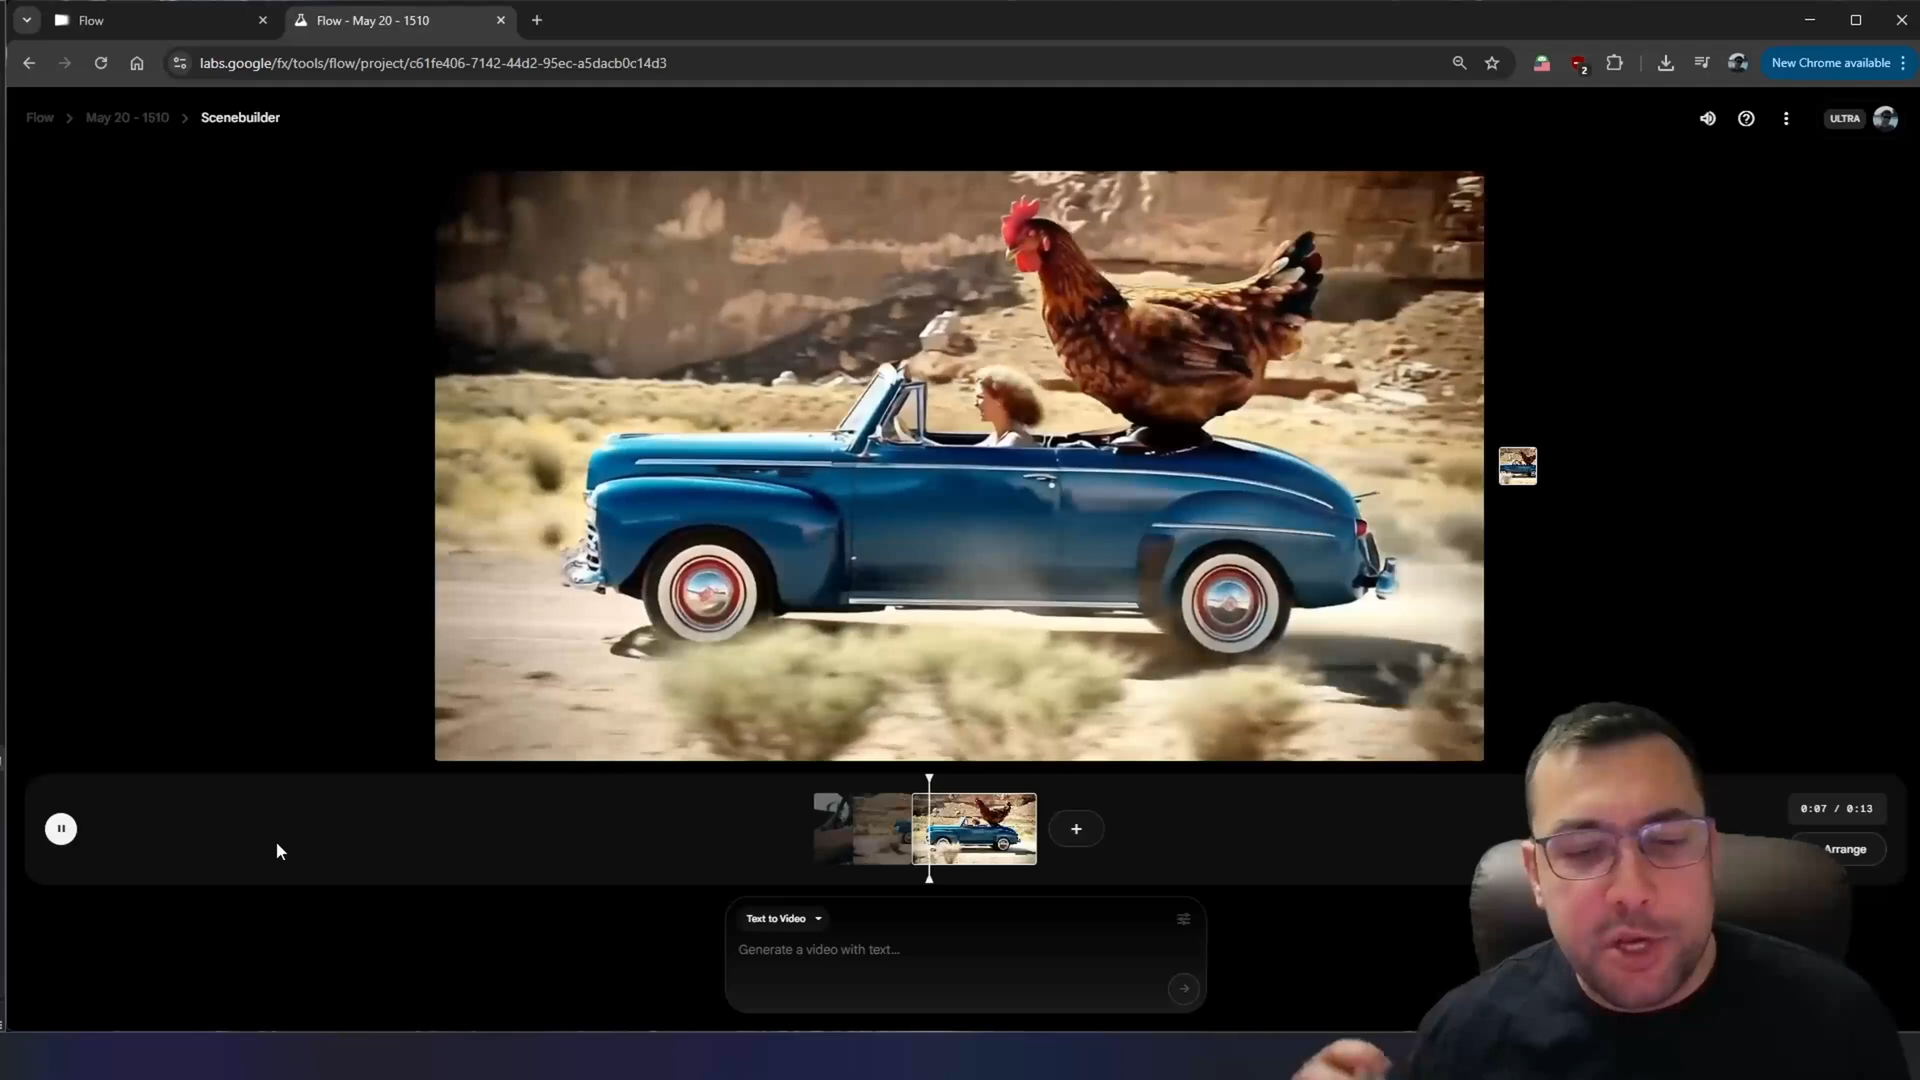 Flow
Flow - May 20 - 1510
labs.google/fx/tools/flow/project/c61fe406-7142-44d2-95ec-a5dacb0c14d3
2
New Chrome available
Flow
May 20 - 1510
Scenebuilder
ULTRA
0:07 / 0:13
Arrange
Text to Video
Generate a video with text...